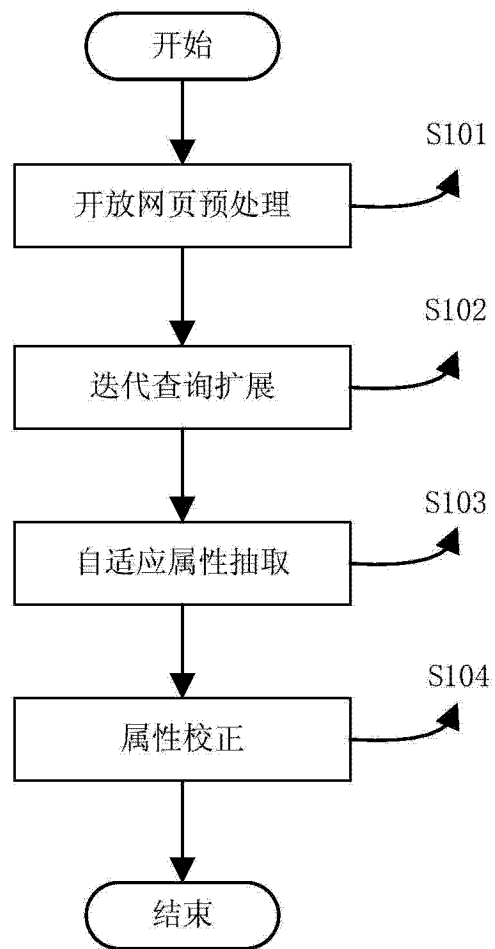 开始
S101
开放网页预处理
S102
迭代查询扩展
S103
自适应属性抽取
S104
属性校正
结束